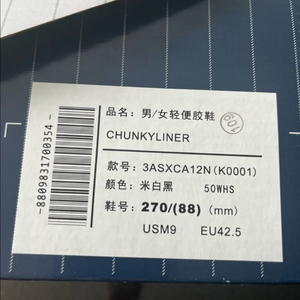 品名: 男/女轻便胶鞋
CHUNKYLINER
款号: 3ASXCA12N(K0001)
颜色: 米白黑 50WHS
鞋号: 270/(88) (mm)
USM9 EU42.5
-8809831700354-
109